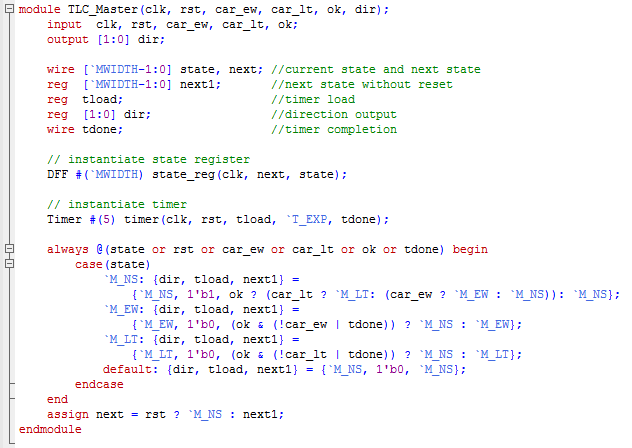 module TLC_Master(clk, rst, car_ew, car_lt, ok, dir);
    input  clk, rst, car_ew, car_lt, ok;
    output [1:0] dir;

    wire [`MWIDTH-1:0] state, next; //current state and next state
    reg  [`MWIDTH-1:0] next1;       //next state without reset
    reg  tload;                     //timer load
    reg  [1:0] dir;                 //direction output
    wire tdone;                     //timer completion

    // instantiate state register
    DFF #(`MWIDTH) state_reg(clk, next, state);

    // instantiate timer
    Timer #(5) timer(clk, rst, tload, `T_EXP, tdone);

    always @(state or rst or car_ew or car_lt or ok or tdone) begin
        case(state)
            `M_NS: {dir, tload, next1} =
                {`M_NS, 1'b1, ok ? (car_lt ? `M_LT: (car_ew ? `M_EW : `M_NS)): `M_NS};
            `M_EW: {dir, tload, next1} =
                {`M_EW, 1'b0, (ok & (!car_ew | tdone)) ? `M_NS : `M_EW};
            `M_LT: {dir, tload, next1} =
                {`M_LT, 1'b0, (ok & (!car_lt | tdone)) ? `M_NS : `M_LT};
            default: {dir, tload, next1} = {`M_NS, 1'b0, `M_NS};
        endcase
    end
    assign next = rst ? `M_NS : next1;
endmodule